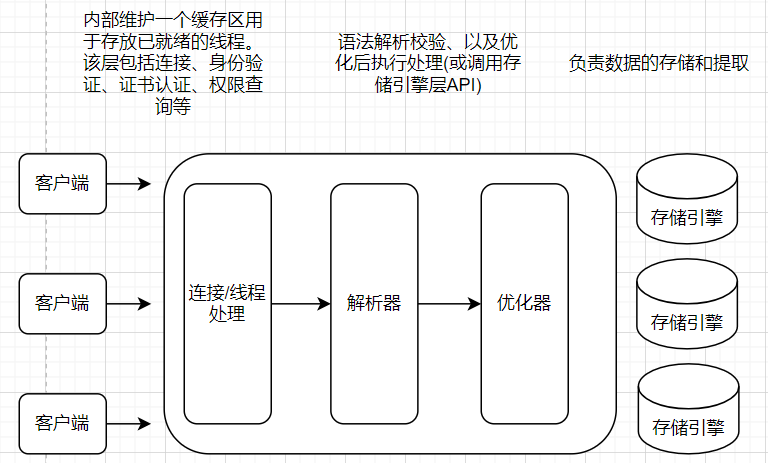 内部维护一个缓存区用
于存放已就绪的线程。
该层包括连接、身份验
证、证书认证、权限查
询等
语法解析校验、以及优
化后执行处理(或调用存
储引擎层API)
负责数据的存储和提取
客户端
客户端
客户端
连接/线程
处理
解析器
优化器
存储引擎
存储引擎
存储引擎